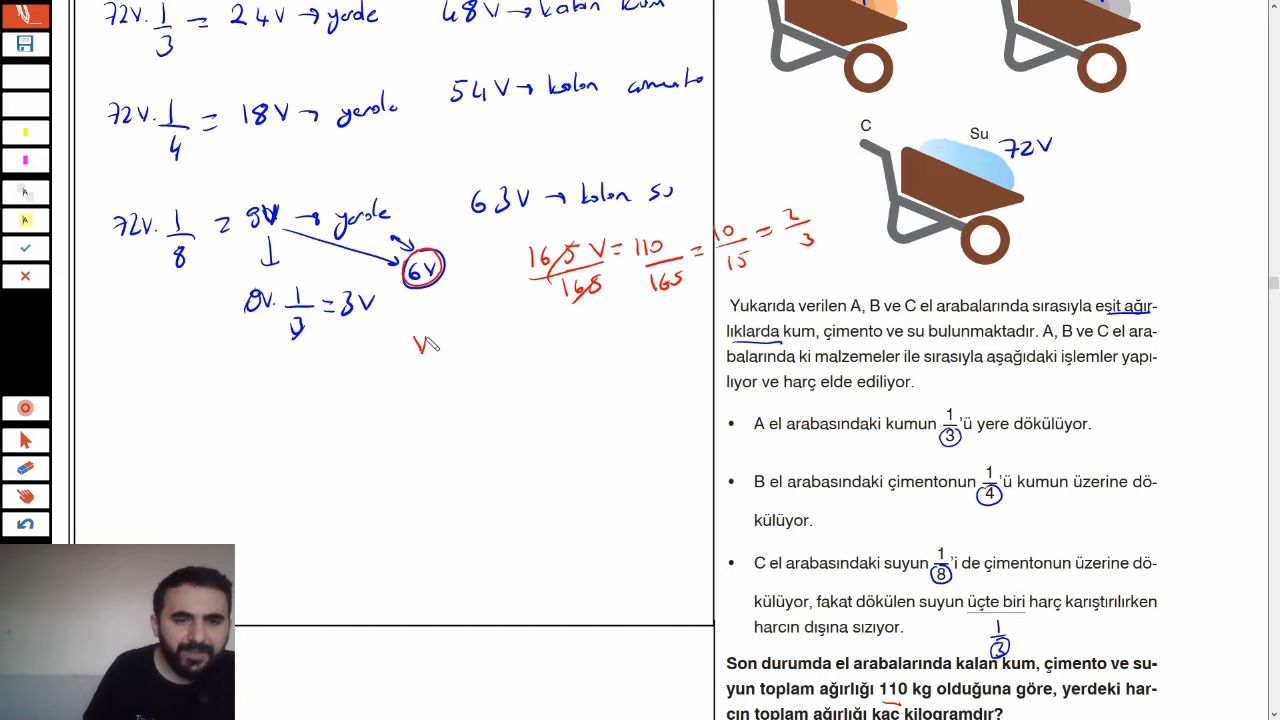 72V. 1/3 = 24V → yerde
48V → kalan kum
72V. 1/4 = 18V → yerde
54V → kalan çimento
72V. 1/8 = 9V → yerde
63V → kalan su
6V
9V. 1/3 = 3V
165 V/165 = 110/165 = 10/15 = 2/3
V
C
Su
72V
Yukarıda verilen A, B ve C el arabalarında sırasıyla eşit ağır-
lıklarda kum, çimento ve su bulunmaktadır. A, B ve C el ara-
balarında ki malzemeler ile sırasıyla aşağıdaki işlemler yapı-
lıyor ve harç elde ediliyor.
• A el arabasındaki kumun 1/3 'ü yere dökülüyor.
• B el arabasındaki çimentonun 1/4 'ü kumun üzerine dö-
külüyor.
• C el arabasındaki suyun 1/8 'i de çimentonun üzerine dö-
külüyor, fakat dökülen suyun üçte biri harç karıştırılırken
harcın dışına sızıyor.
1/3
Son durumda el arabalarında kalan kum, çimento ve su-
yun toplam ağırlığı 110 kg olduğuna göre, yerdeki har-
cın toplam ağırlığı kaç kilogramdır?